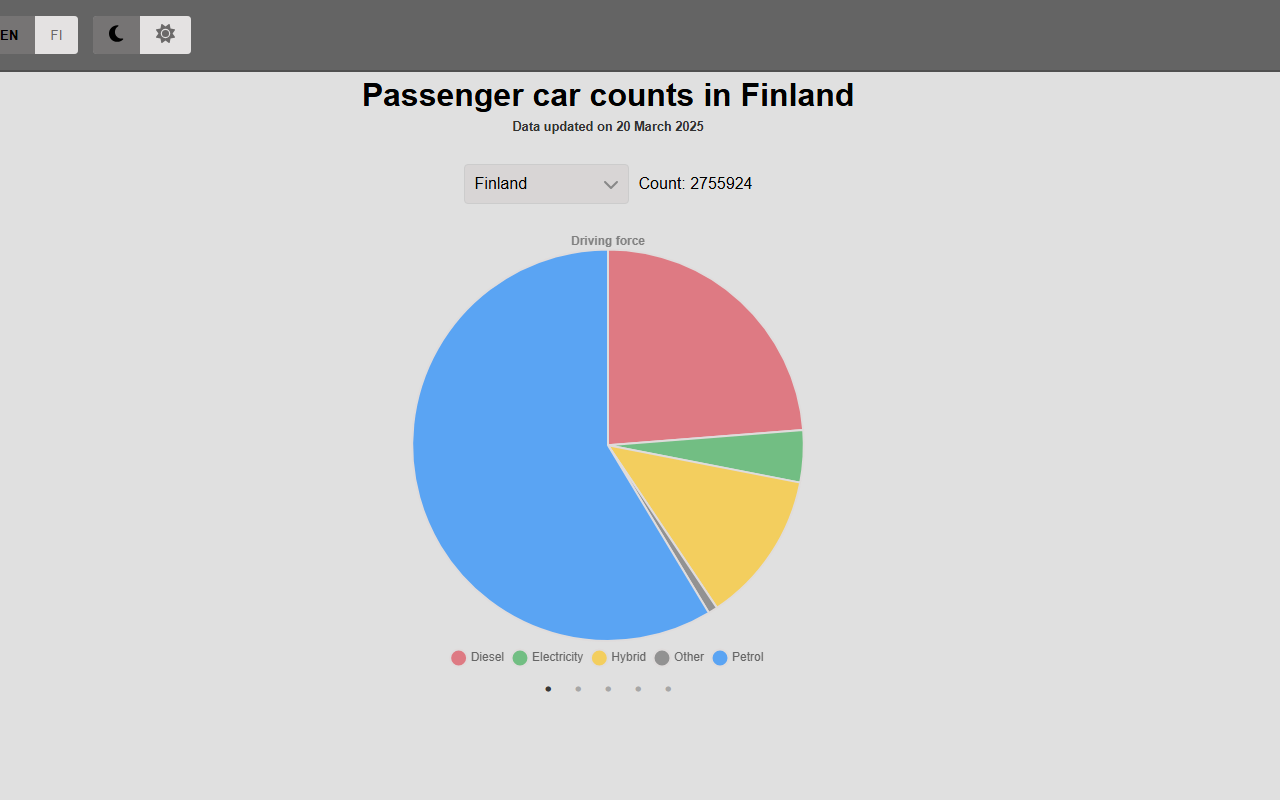 EN FI
Passenger car counts in Finland
Data updated on 20 March 2025
Finland Count: 2755924
Driving force
Diesel Electricity Hybrid Other Petrol